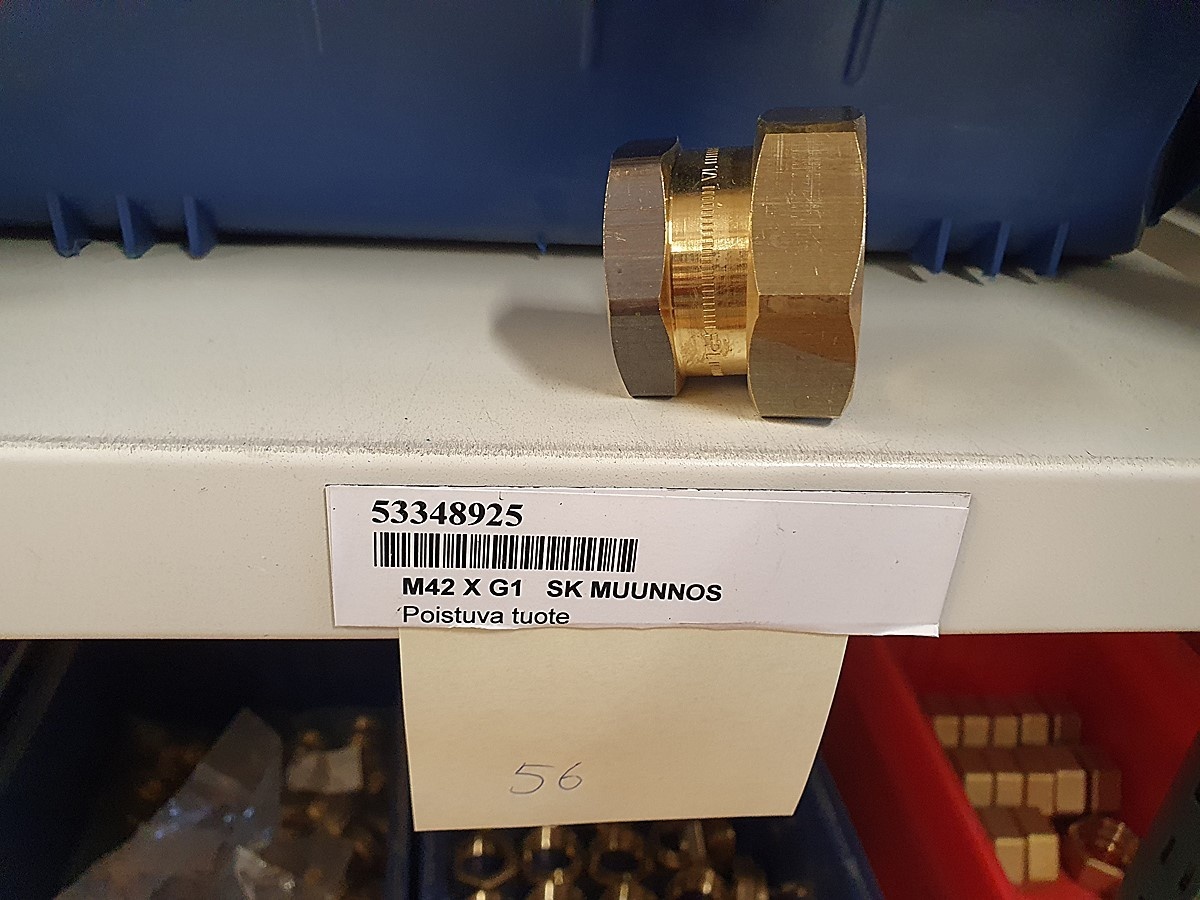 53348925
M42 X G1 SK MUUNNOS
Poistuva tuote
56